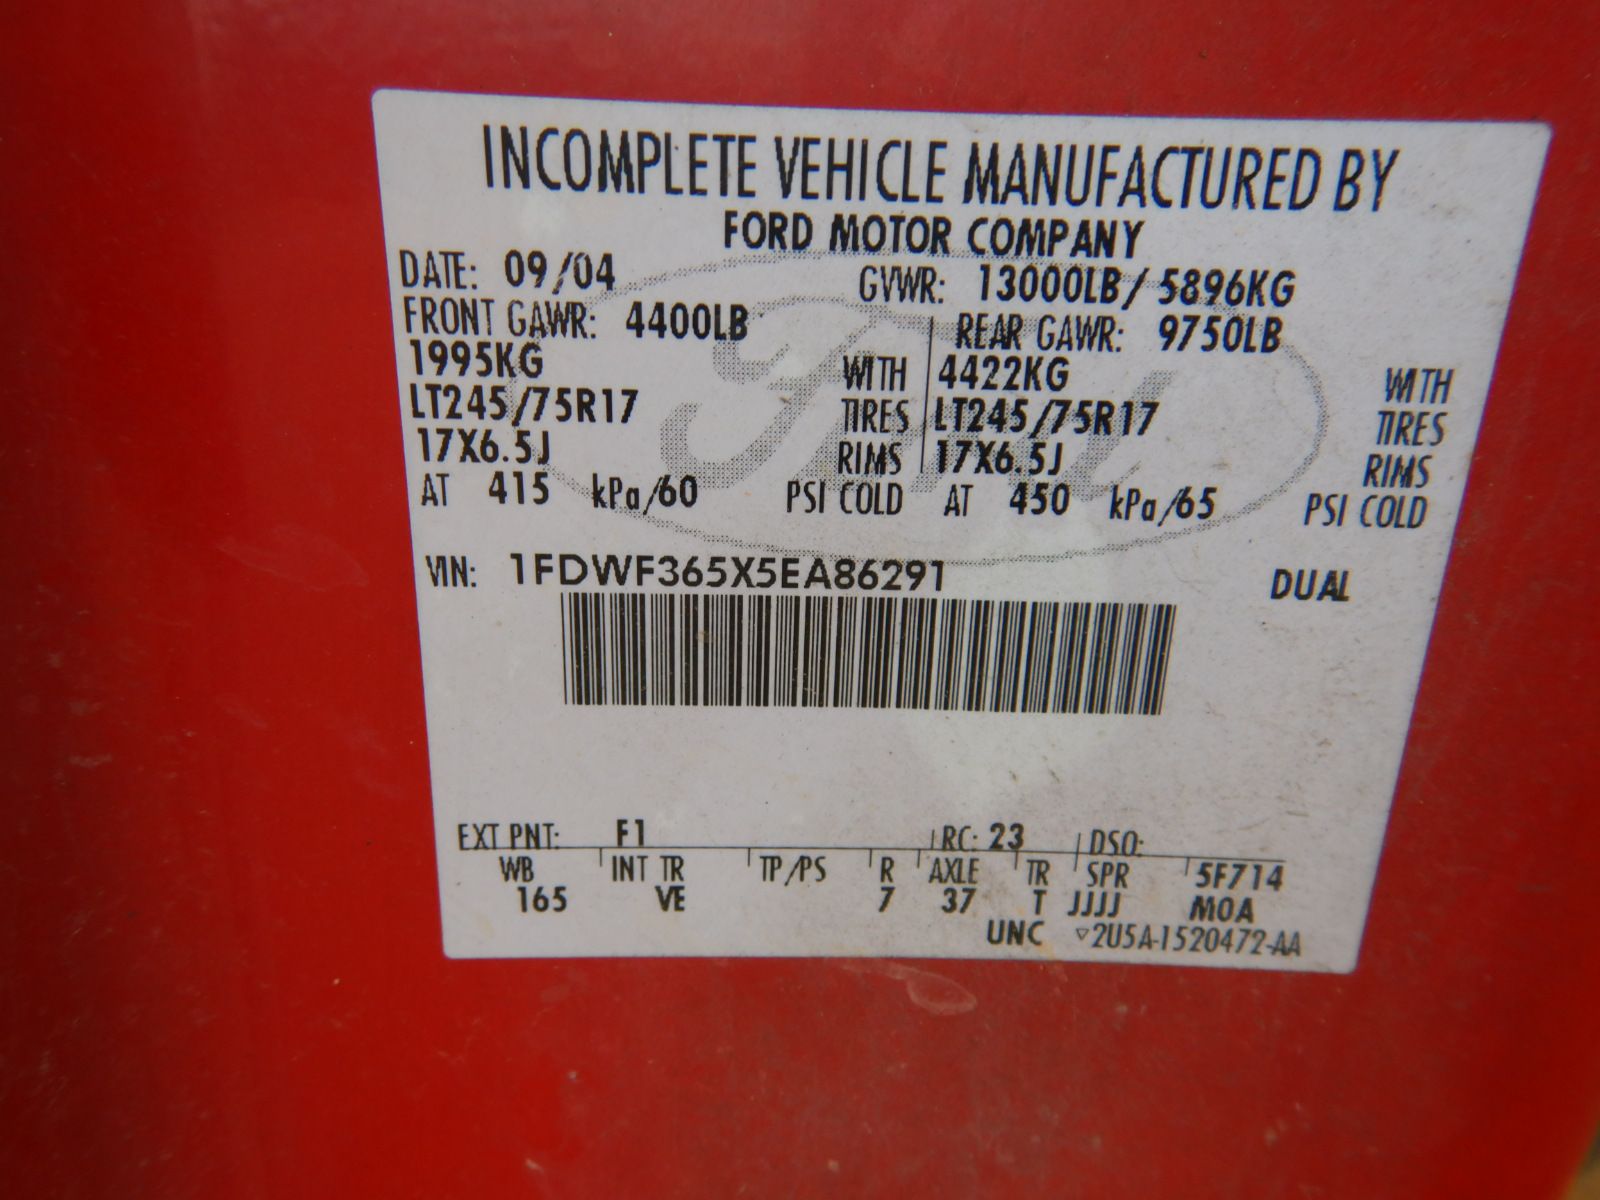 INCOMPLETE VEHICLE MANUFACTURED BY
FORD MOTOR COMPANY
DATE: 09/04 GVWR: 13000LB/ 5896KG
FRONT GAWR: 4400LB REAR GAWR: 9750LB
1995KG WITH 4422KG WITH
LT245/75R17 TIRES LT245/75R17 TIRES
17X6.5J RIMS 17X6.5J RIMS
AT 415 kPa/60 PSI COLD AT 450 kPa/65 PSI COLD
VIN: 1FDWF365X5EA86291 DUAL
EXT PNT: F1 RC: 23 DSO:
WB INT TR TP/PS R AXLE TR SPR 5F714
165 VE 7 37 T JJJJ M0A
UNC ▽2U5A-1520472-AA